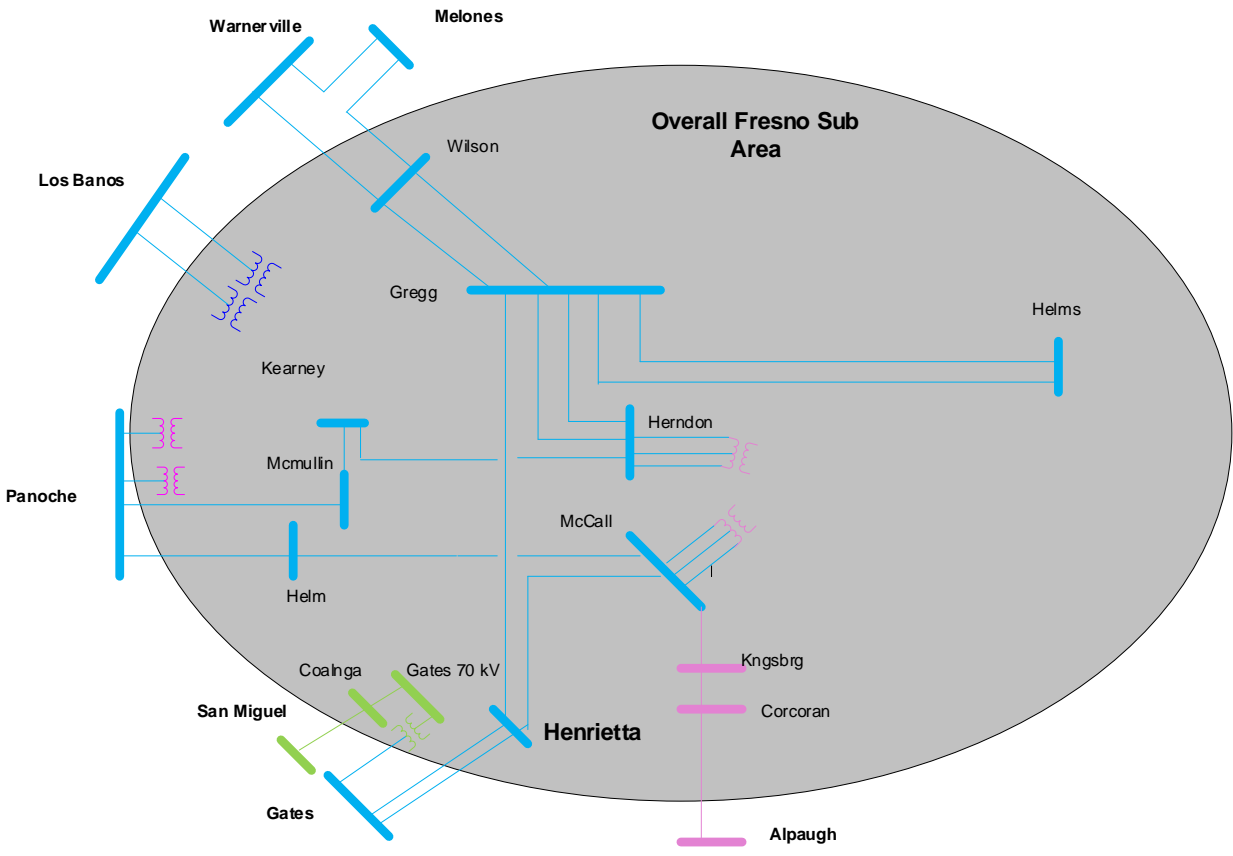 Melones
Warnerville
Overall Fresno Sub
Area
Wilson
Los Banos
Gregg
Helms
Kearney
Herndon
Mcmullin
Panoche
McCall
Helm
Kngsbrg
Coalnga
Gates 70 kV
San Miguel
Corcoran
Henrietta
Gates
Alpaugh